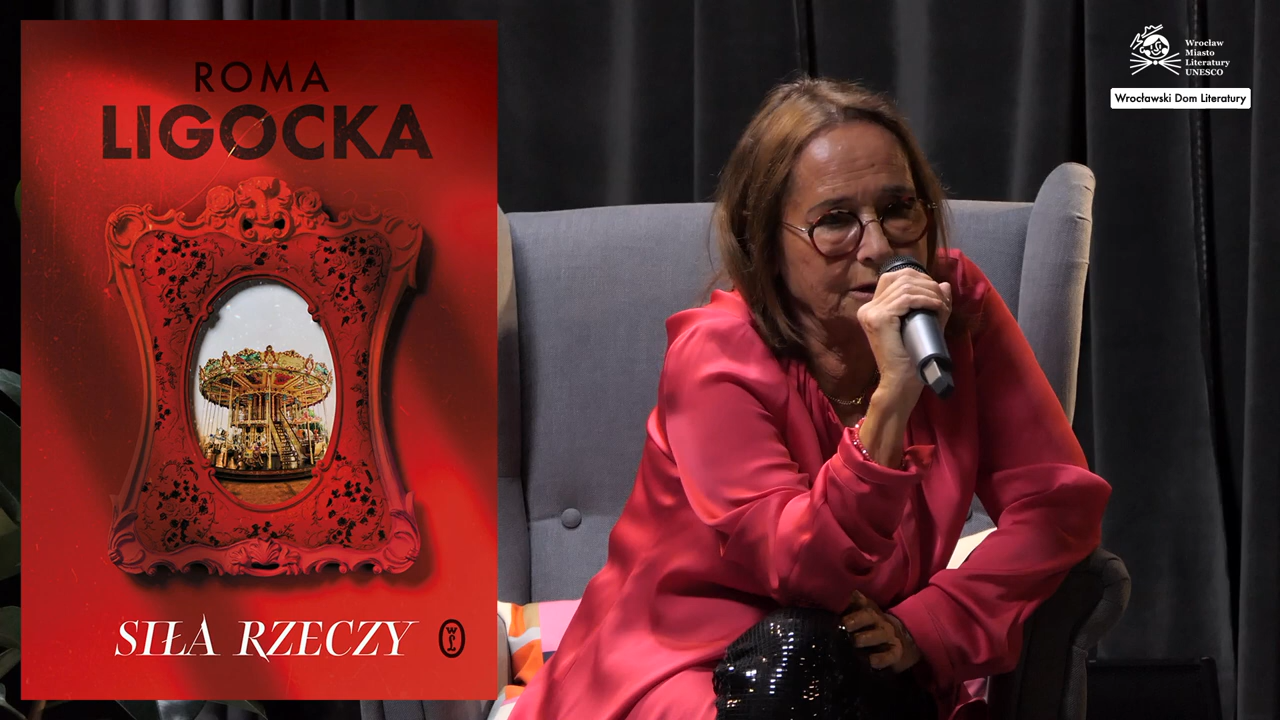 ROMA
LIGOCKA
SIŁA RZECZY
Wrocław
Miasto
Literatury
UNESCO
Wrocławski Dom Literatury